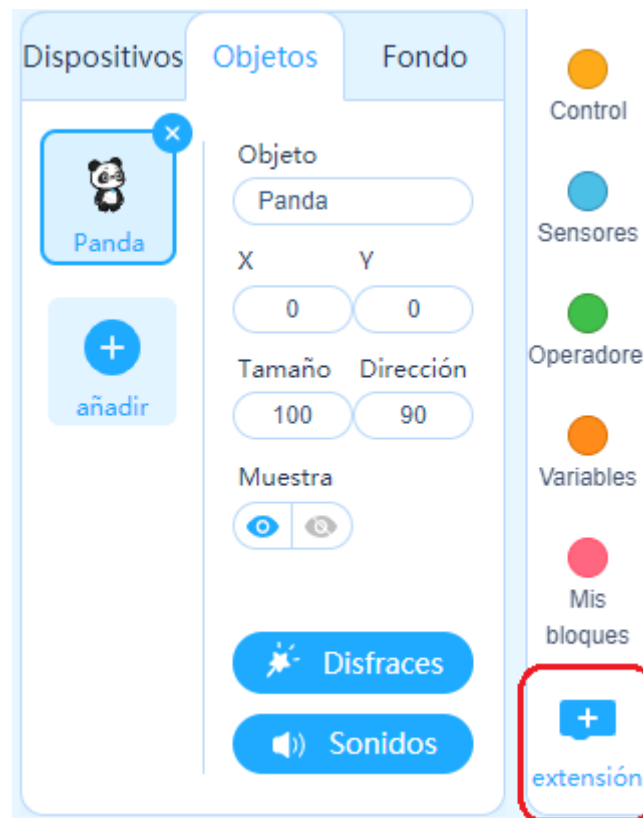 Dispositivos
Objetos
Fondo
Panda
añadir
Objeto
Panda
X Y
0 0
Tamaño Dirección
100 90
Muestra
Disfraces
Sonidos
Control
Sensores
Operadore
Variables
Mis
bloques
extensión